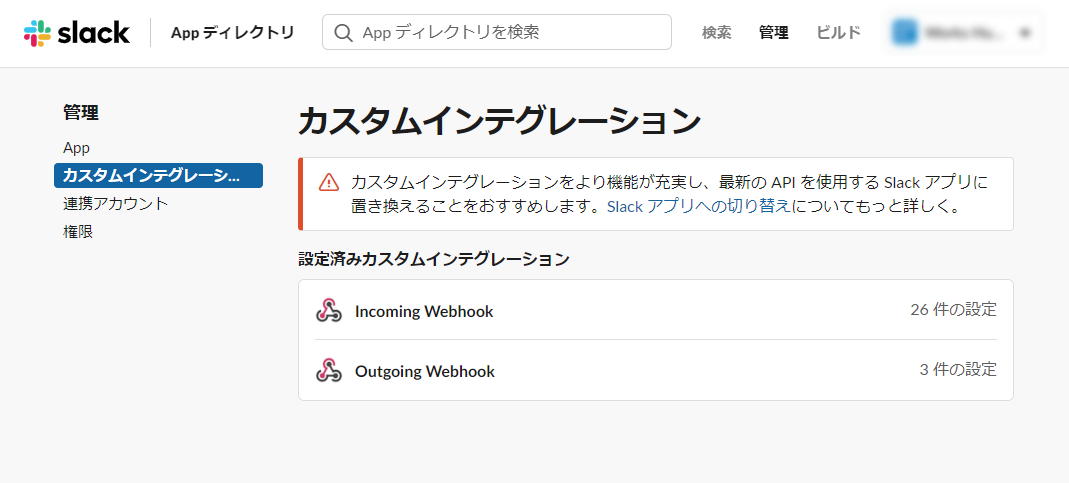 slack
App ディレクトリ
App ディレクトリを検索
検索
管理
ビルド
管理
App
カスタムインテグレーシ...
連携アカウント
権限
カスタムインテグレーション
カスタムインテグレーションをより機能が充実し、最新の API を使用する Slack アプリに
置き換えることをおすすめします。Slack アプリへの切り替えについてもっと詳しく。
設定済みカスタムインテグレーション
Incoming Webhook
26 件の設定
Outgoing Webhook
3 件の設定